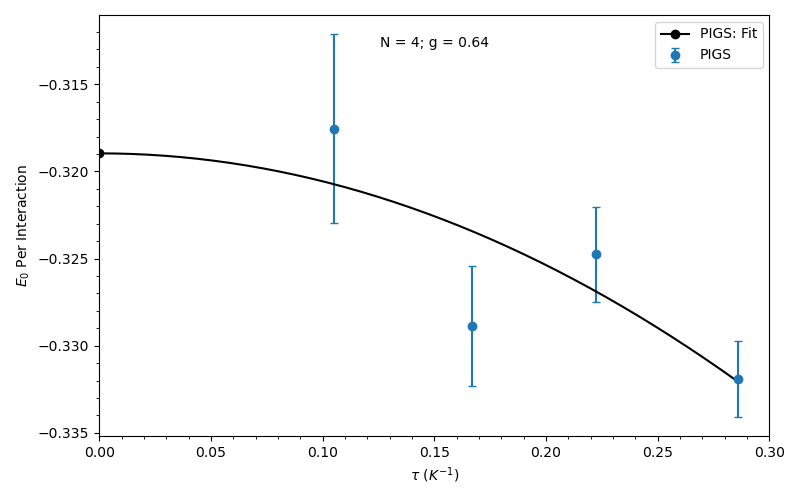 N = 4; g = 0.64
PIGS: Fit
PIGS
−0.315
−0.320
−0.325
−0.330
−0.335
E₀ Per Interaction
0.00 0.05 0.10 0.15 0.20 0.25 0.30
τ (K⁻¹)